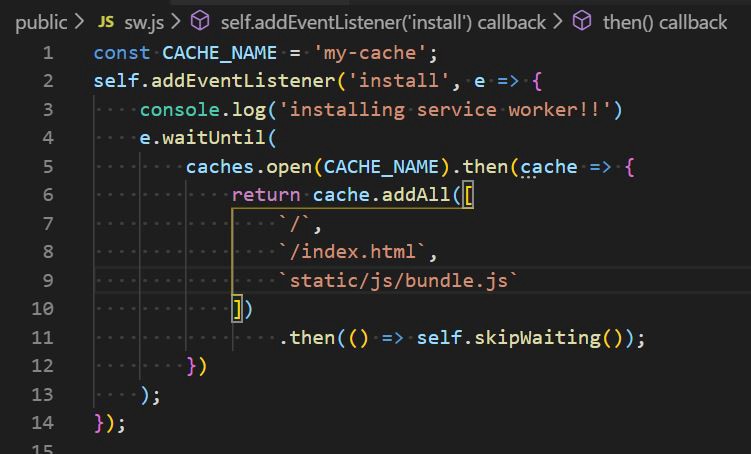 public > JS sw.js > self.addEventListener('install') callback > then() callback
1 const CACHE_NAME = 'my-cache';
2 self.addEventListener('install', e => {
3     console.log('installing service worker!!')
4     e.waitUntil(
5         caches.open(CACHE_NAME).then(cache => {
6             return cache.addAll([
7                 `/`,
8                 `/index.html`,
9                 `static/js/bundle.js`
10             ])
11                 .then(() => self.skipWaiting());
12         })
13     );
14 });
15